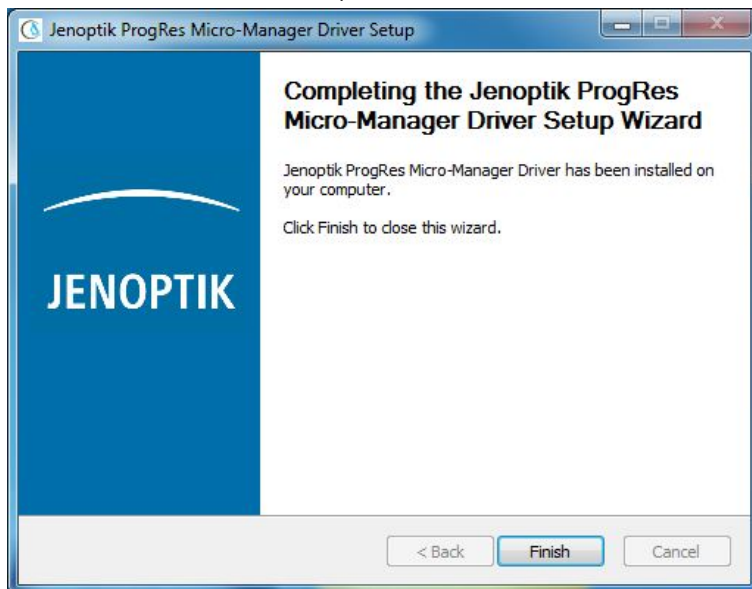 Jenoptik ProgRes Micro-Manager Driver Setup
Completing the Jenoptik ProgRes
Micro-Manager Driver Setup Wizard
Jenoptik ProgRes Micro-Manager Driver has been installed on
your computer.
Click Finish to close this wizard.
JENOPTIK
< Back Finish Cancel